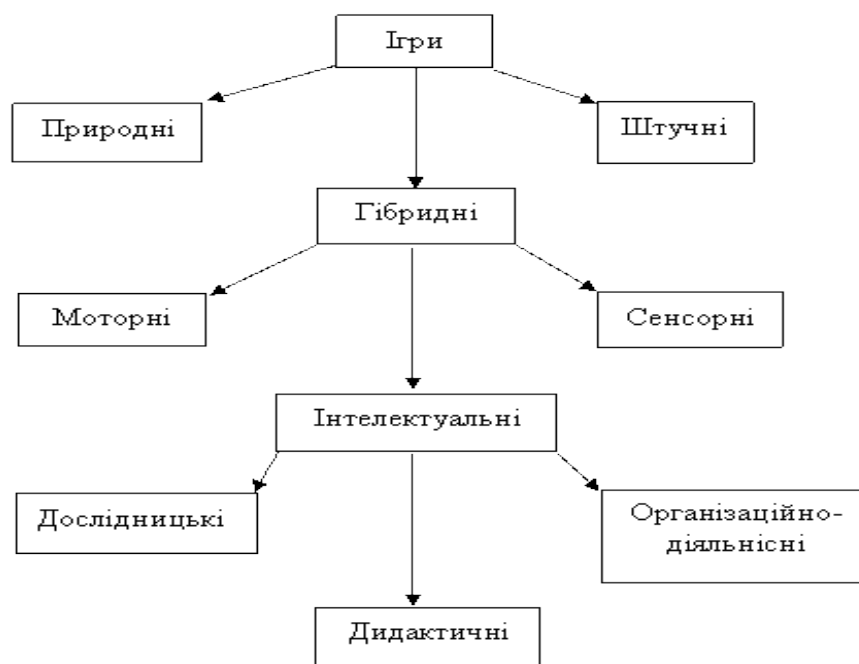 Ігри
Природні
Штучні
Гібридні
Моторні
Сенсорні
Інтелектуальні
Дослідницькі
Організаційно-
діяльнісні
Дидактичні